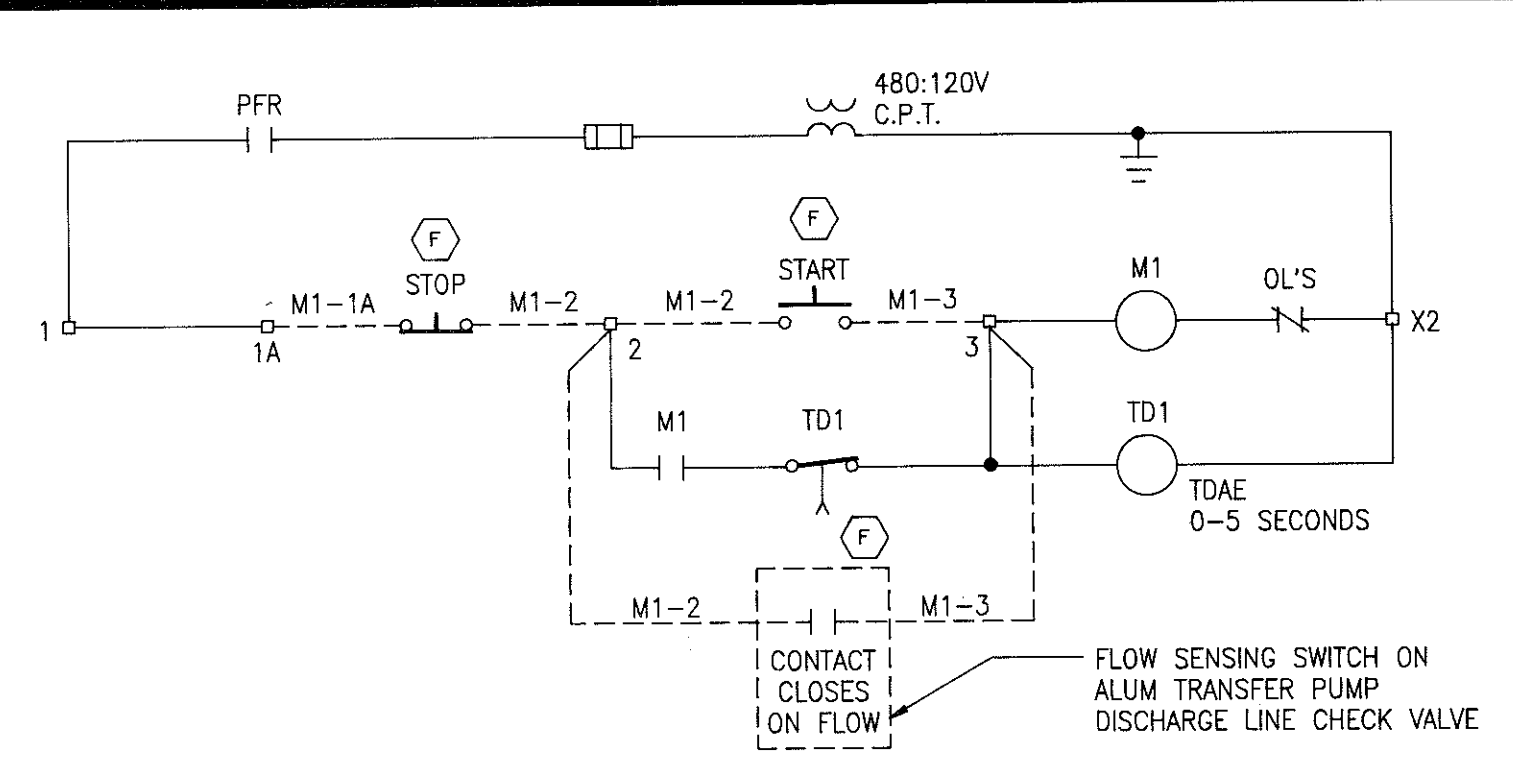 480:120V
C.P.T.
PFR
F
STOP
F
START
M1
OL'S
M1-1A
M1-2
M1-2
M1-3
1
1A
2
3
X2
M1
TD1
TD1
TDAE
0-5 SECONDS
F
M1-2
M1-3
CONTACT
CLOSES
ON FLOW
FLOW SENSING SWITCH ON
ALUM TRANSFER PUMP
DISCHARGE LINE CHECK VALVE